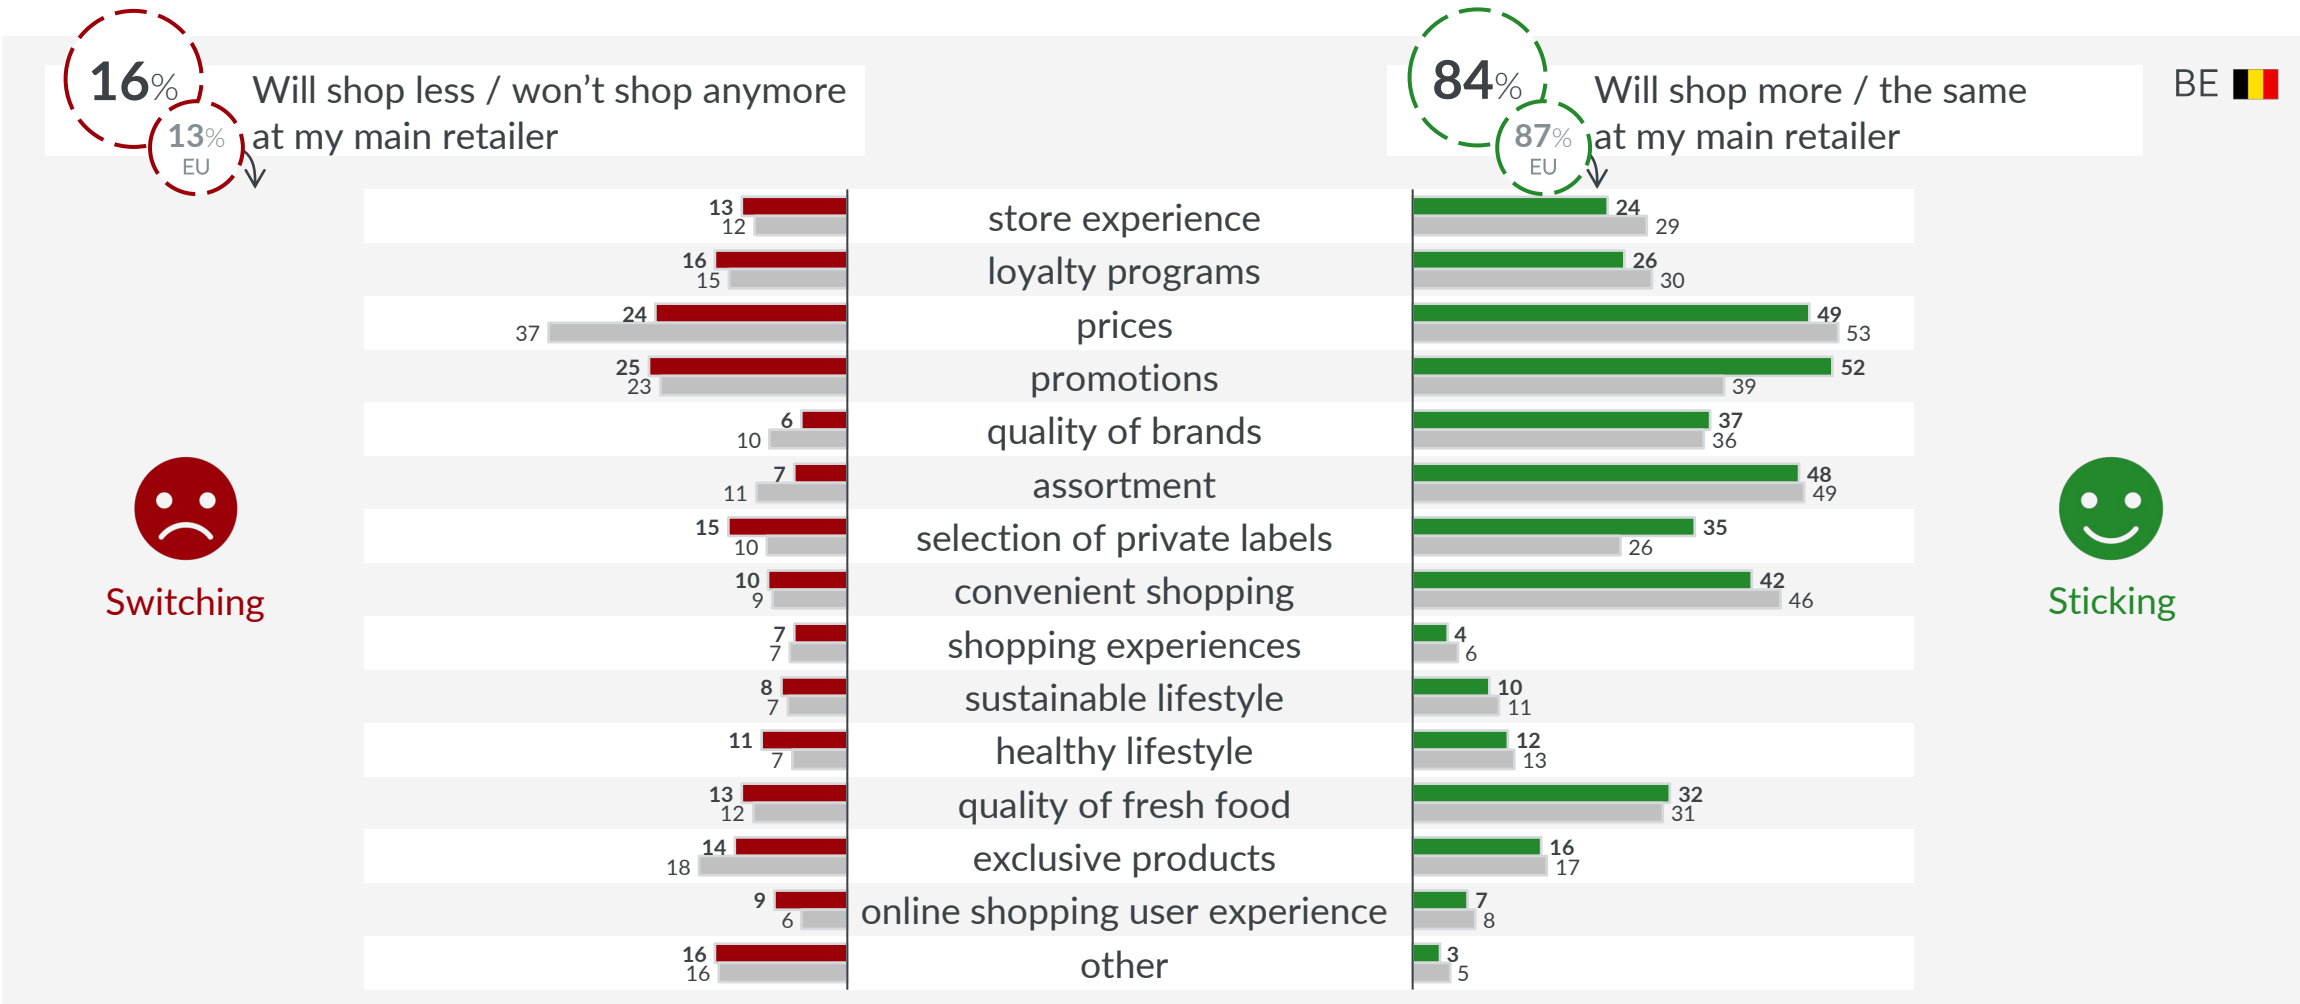 16%
13%
EU
Will shop less / won’t shop anymore
at my main retailer
84%
87%
EU
Will shop more / the same
at my main retailer
BE
13
12
store experience
24
29
16
15
loyalty programs
26
30
24
37
prices
49
53
25
23
promotions
52
39
6
10
quality of brands
37
36
7
11
assortment
48
49
15
10
selection of private labels
35
26
10
9
convenient shopping
42
46
7
7
shopping experiences
4
6
8
7
sustainable lifestyle
10
11
11
7
healthy lifestyle
12
13
13
12
quality of fresh food
32
31
14
18
exclusive products
16
17
9
6
online shopping user experience
7
8
16
16
other
3
5
Switching
Sticking